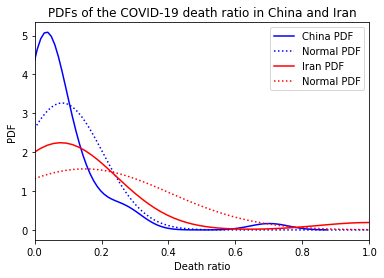 PDFs of the COVID-19 death ratio in China and Iran
China PDF
Normal PDF
Iran PDF
Normal PDF
PDF
5
4
3
2
1
0
0.0 0.2 0.4 0.6 0.8 1.0
Death ratio